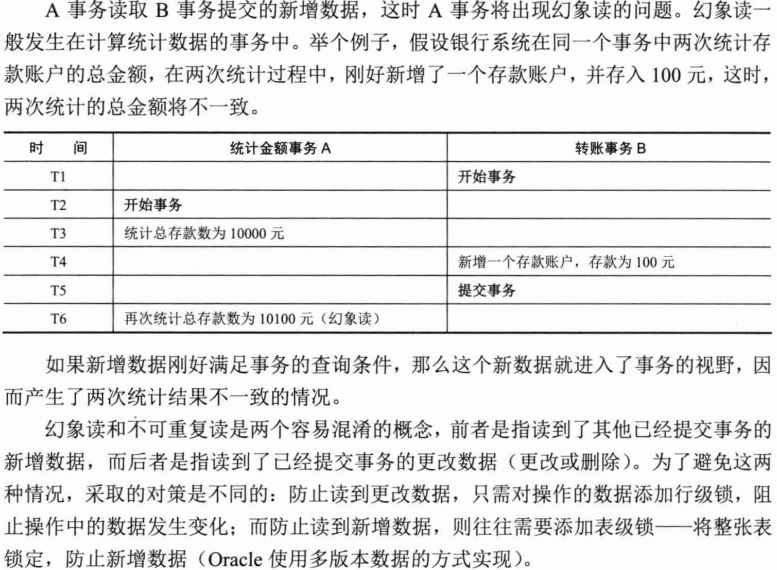 A 事务读取 B 事务提交的新增数据，这时 A 事务将出现幻象读的问题。幻象读一
般发生在计算统计数据的事务中。举个例子，假设银行系统在同一个事务中两次统计存
款账户的总金额，在两次统计过程中，刚好新增了一个存款账户，并存入 100 元，这时，
两次统计的总金额将不一致。
时 间 统计金额事务 A 转账事务 B
T1 开始事务
T2 开始事务
T3 统计总存款数为 10000 元
T4 新增一个存款账户，存款为 100 元
T5 提交事务
T6 再次统计总存款数为 10100 元（幻象读）
如果新增数据刚好满足事务的查询条件，那么这个新数据就进入了事务的视野，因
而产生了两次统计结果不一致的情况。
幻象读和不可重复读是两个容易混淆的概念，前者是指读到了其他已经提交事务的
新增数据，而后者是指读到了已经提交事务的更改数据（更改或删除）。为了避免这两
种情况，采取的对策是不同的：防止读到更改数据，只需对操作的数据添加行级锁，阻
止操作中的数据发生变化；而防止读到新增数据，则往往需要添加表级锁——将整张表
锁定，防止新增数据（Oracle 使用多版本数据的方式实现）。